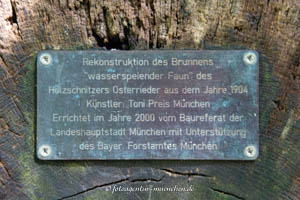 Rekonstruktion des Brunnens
"wasserspeiender Faun" des
Holzschnitzers Osterrieder aus dem Jahre 1904
Künstler: Toni Preis München
Errichtet im Jahre 2000 vom Baureferat der
Landeshauptstadt München mit Unterstützung
des Bayer. Forstamtes München
© fotoagentin-muenchen.de